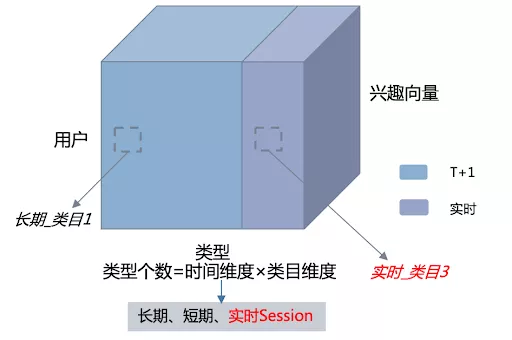 兴趣向量
用户
T+1
长期_类目1
实时
类型
类型个数=时间维度×类目维度
实时_类目3
长期、短期、实时Session